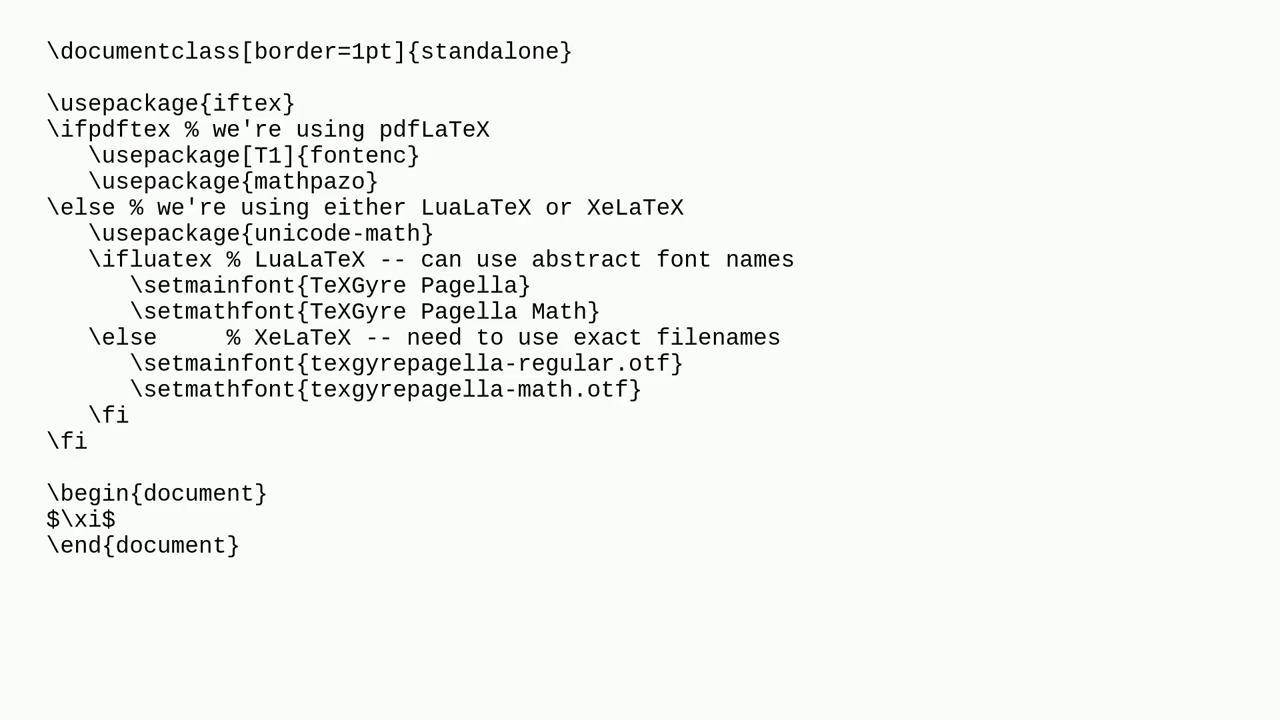 \documentclass[border=1pt]{standalone}

\usepackage{iftex}
\ifpdftex % we're using pdfLaTeX
   \usepackage[T1]{fontenc}
   \usepackage{mathpazo}
\else % we're using either LuaLaTeX or XeLaTeX
   \usepackage{unicode-math}
   \ifluatex % LuaLaTeX -- can use abstract font names
      \setmainfont{TeXGyre Pagella}
      \setmathfont{TeXGyre Pagella Math}
   \else     % XeLaTeX -- need to use exact filenames
      \setmainfont{texgyrepagella-regular.otf}
      \setmathfont{texgyrepagella-math.otf}
   \fi
\fi

\begin{document}
$\xi$
\end{document}